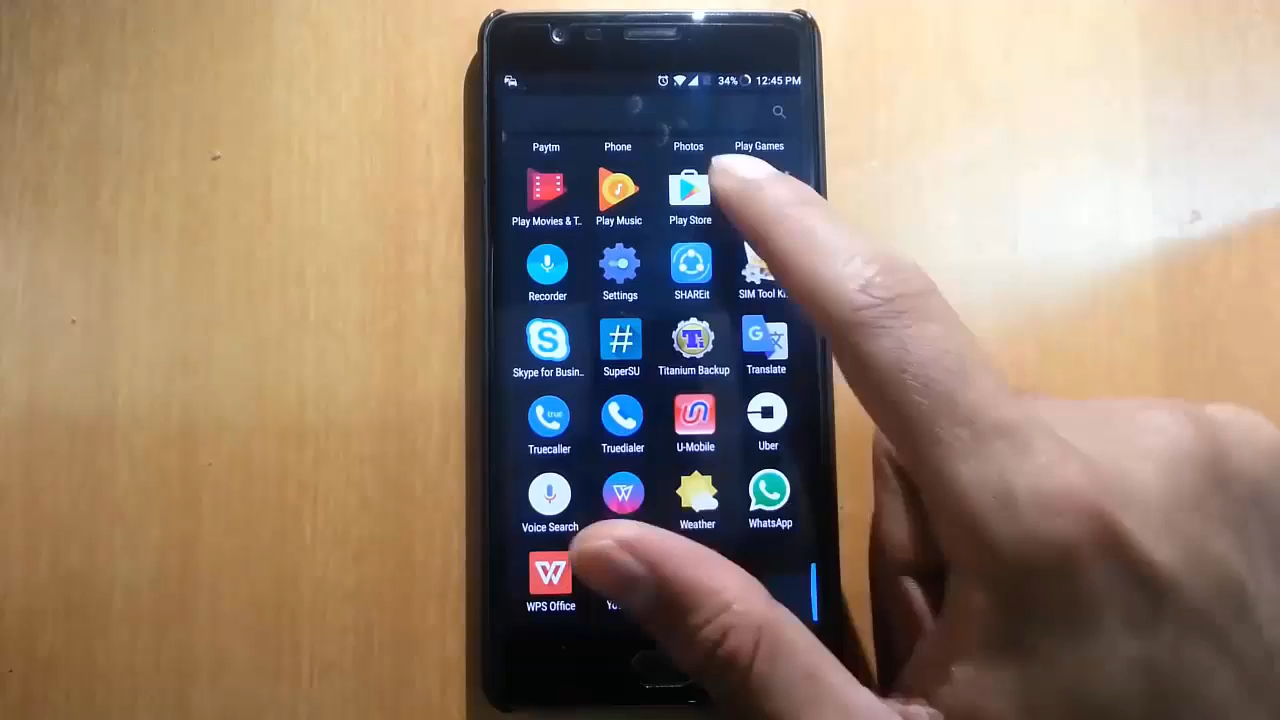 34% 12:45 PM
Paytm Phone Photos Play Games
Play Movies & T.. Play Music Play Store
Recorder Settings SHAREit SIM Tool Ki
Skype for Busin.. SuperSU Titanium Backup Translate
true
Truecaller Truedialer U-Mobile Uber
Voice Search Weather WhatsApp
WPS Office Yo